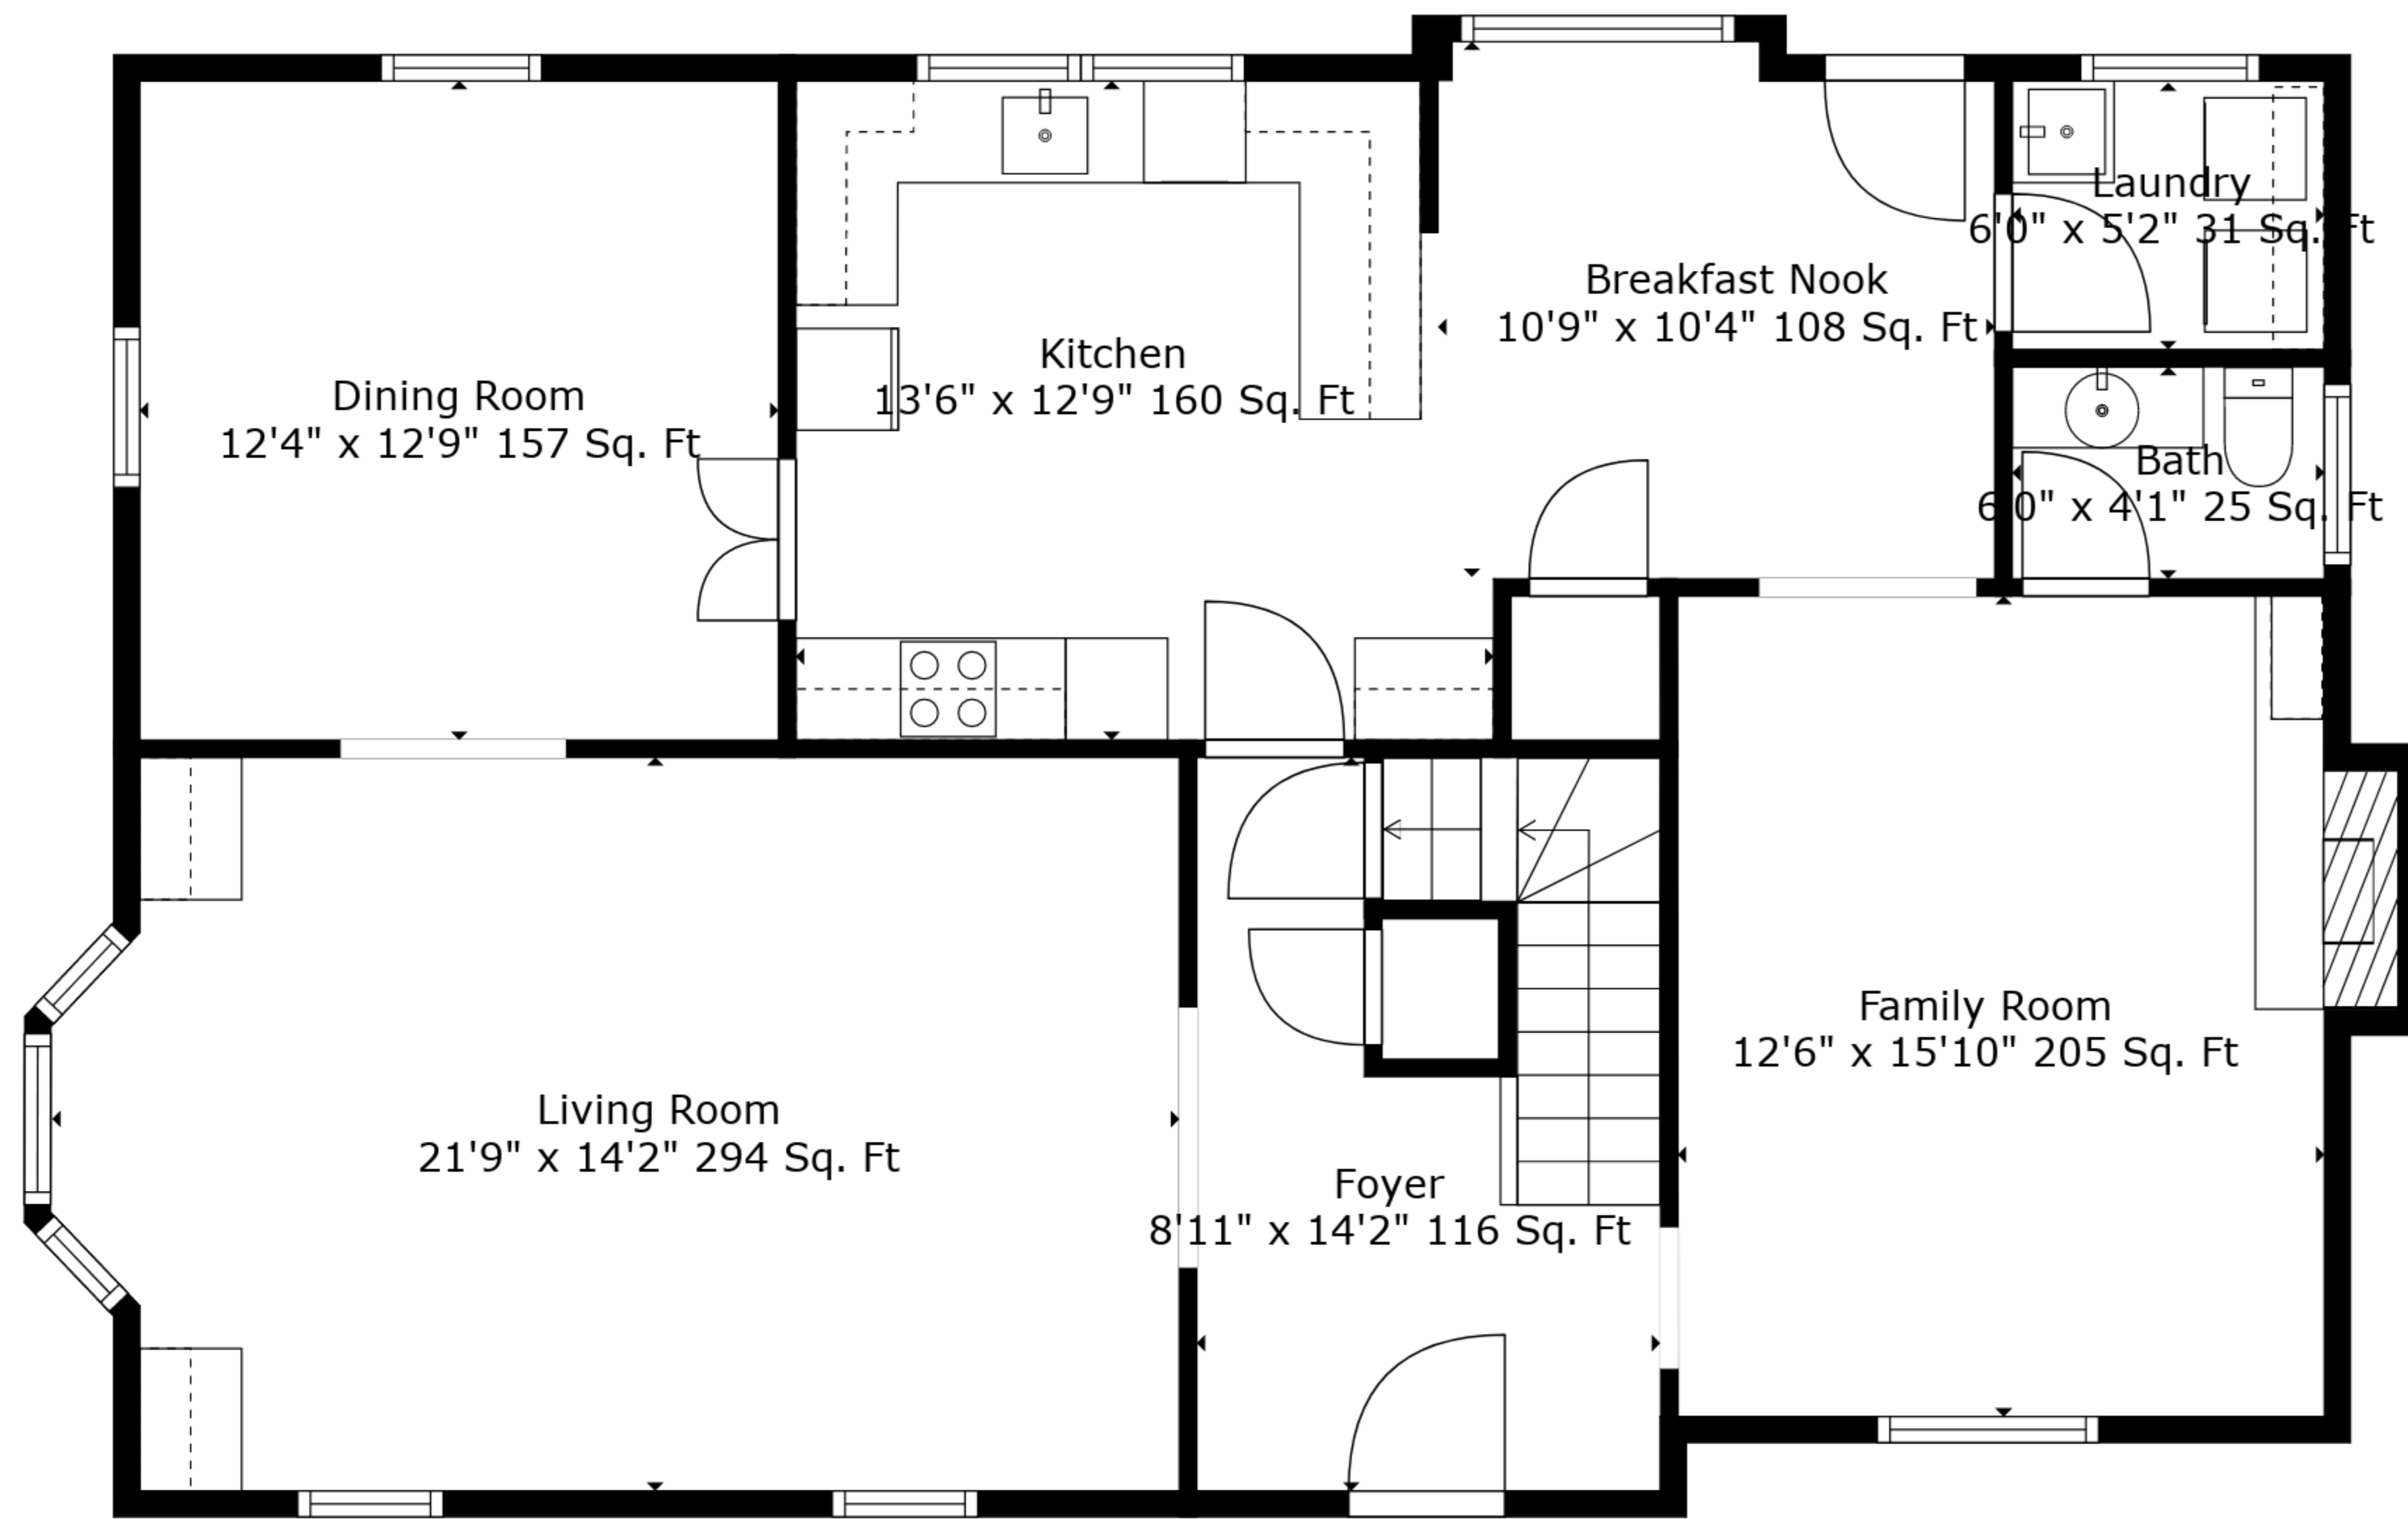 Laundry
6'0" x 5'2" 31 Sq. Ft
Breakfast Nook
10'9" x 10'4" 108 Sq. Ft
Kitchen
13'6" x 12'9" 160 Sq. Ft
Dining Room
12'4" x 12'9" 157 Sq. Ft
Bath
6'0" x 4'1" 25 Sq. Ft
Family Room
12'6" x 15'10" 205 Sq. Ft
Living Room
21'9" x 14'2" 294 Sq. Ft
Foyer
8'11" x 14'2" 116 Sq. Ft